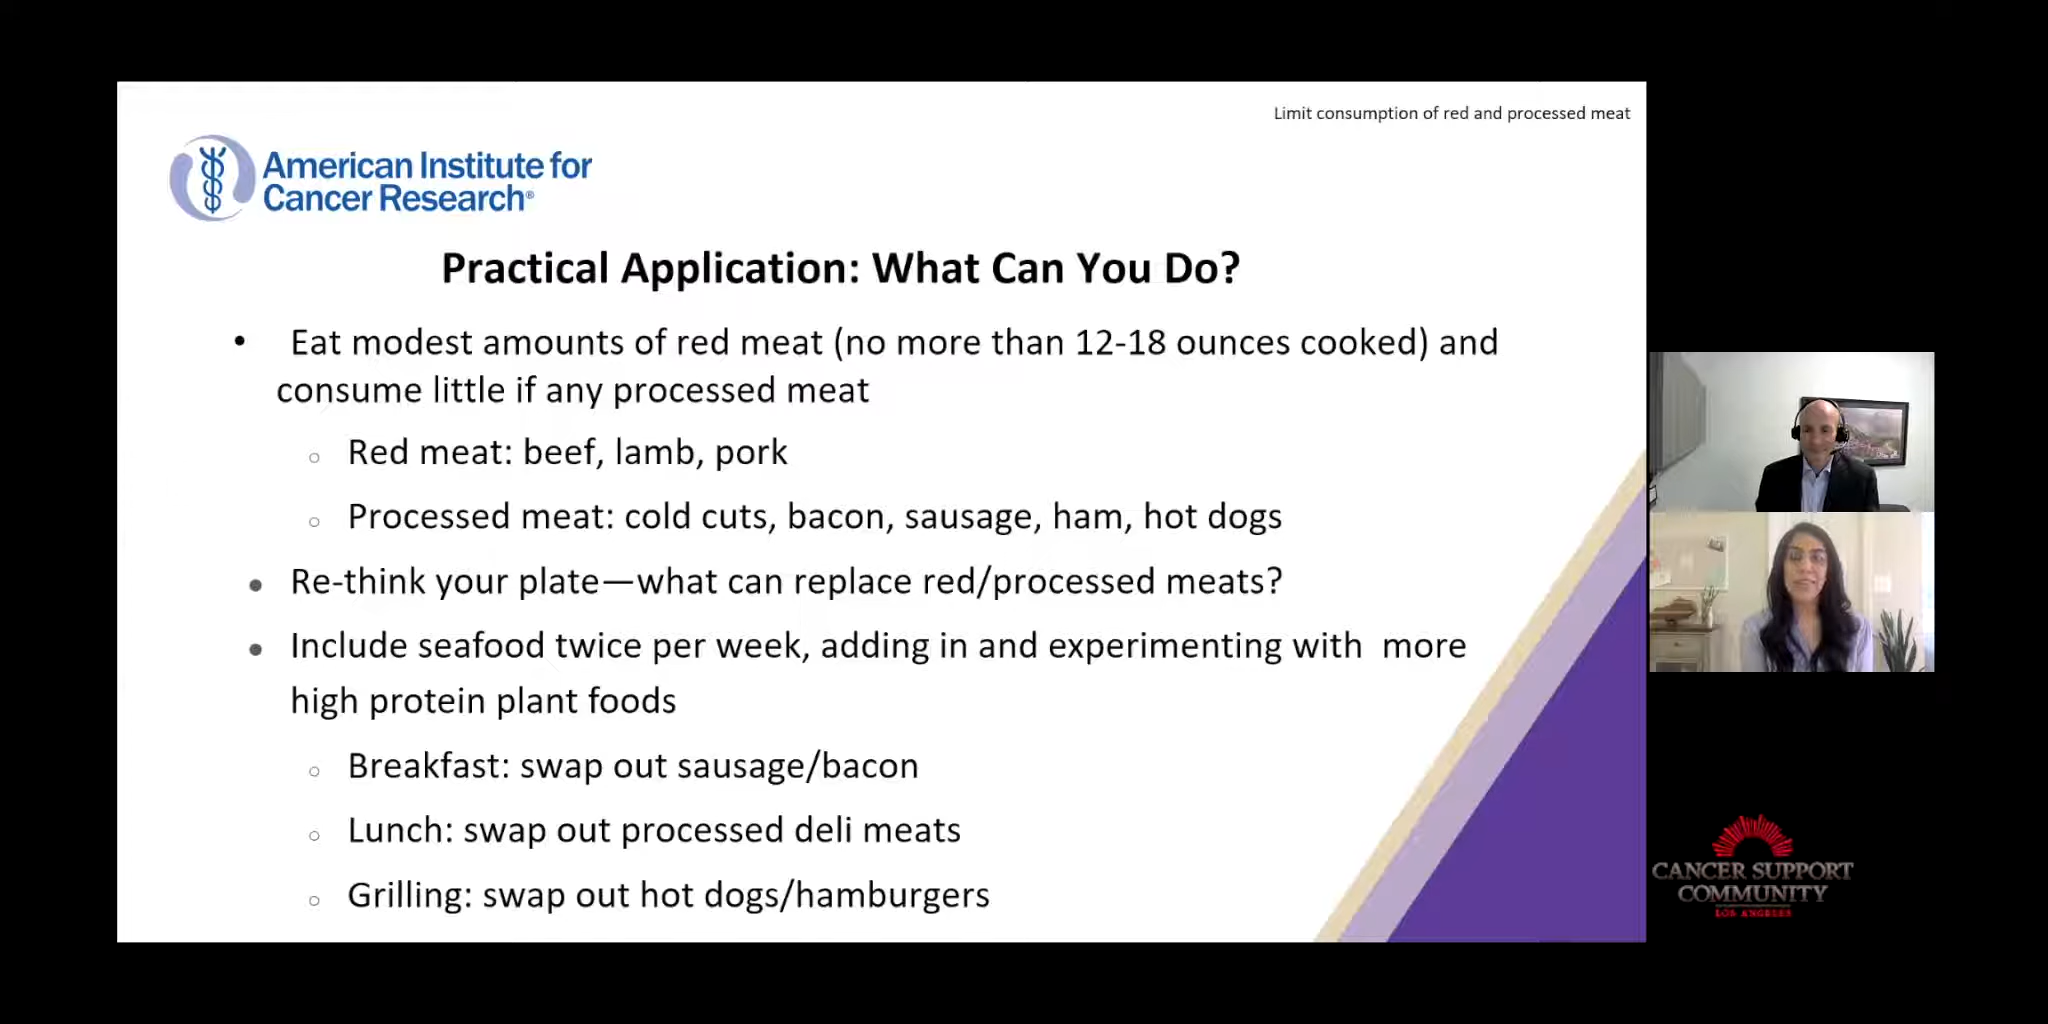 Limit consumption of red and processed meat
American Institute for
Cancer Research®
Practical Application: What Can You Do?
• Eat modest amounts of red meat (no more than 12-18 ounces cooked) and
consume little if any processed meat
○ Red meat: beef, lamb, pork
○ Processed meat: cold cuts, bacon, sausage, ham, hot dogs
● Re-think your plate—what can replace red/processed meats?
● Include seafood twice per week, adding in and experimenting with  more
high protein plant foods
○ Breakfast: swap out sausage/bacon
○ Lunch: swap out processed deli meats
○ Grilling: swap out hot dogs/hamburgers
CANCER SUPPORT
COMMUNITY
LOS ANGELES